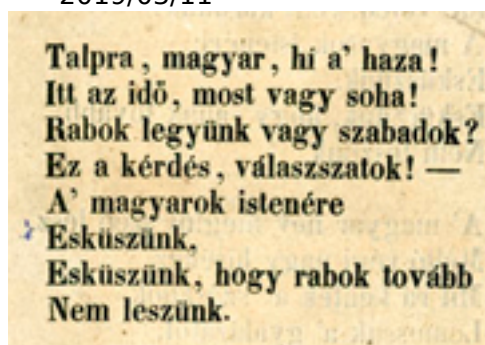 2019/03/11
Talpra, magyar, hí a’ haza!
Itt az idő, most vagy soha!
Rabok legyünk vagy szabadok?
Ez a kérdés, válaszszatok! —
A’ magyarok istenére
Esküszünk,
Esküszünk, hogy rabok tovább
Nem leszünk.